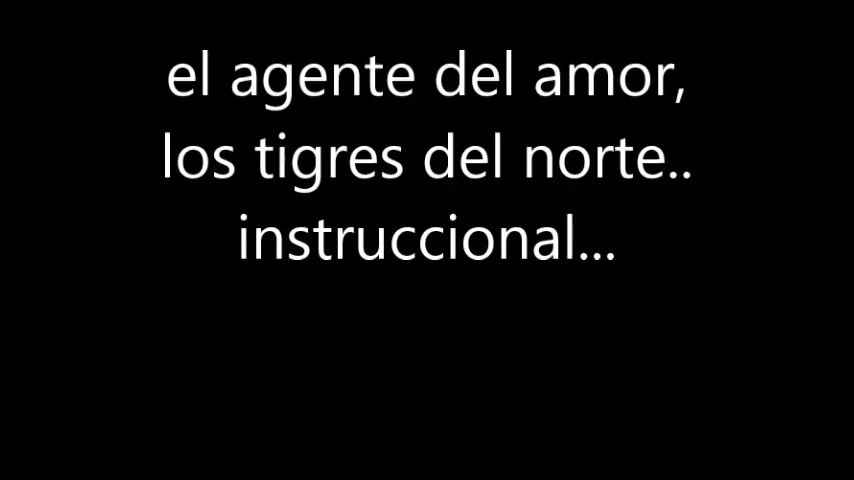 el agente del amor,
los tigres del norte..
instruccional...